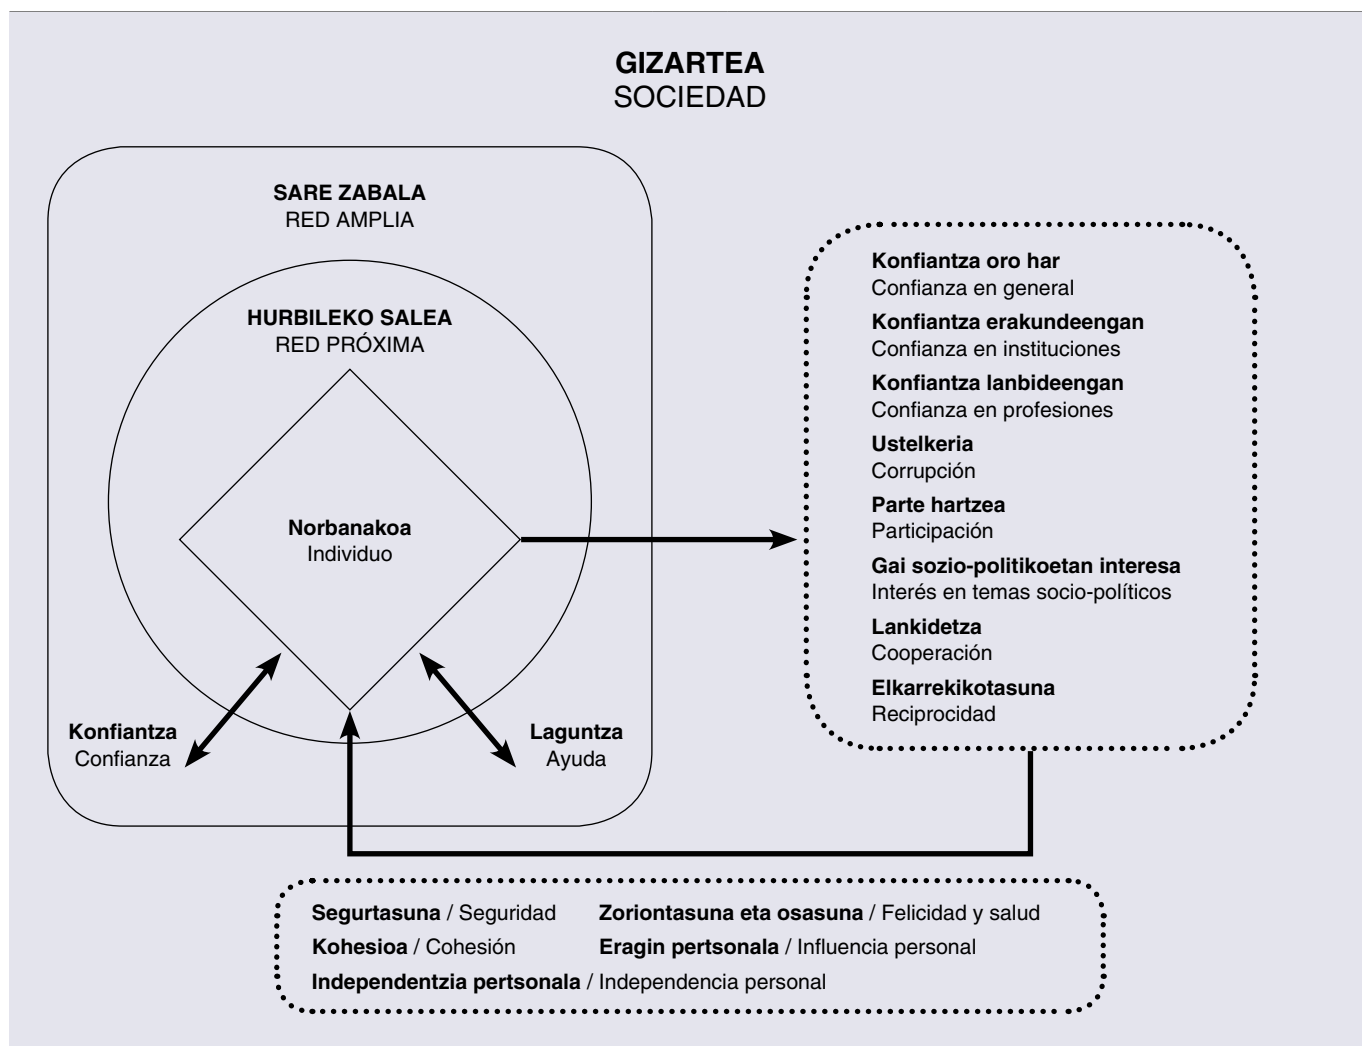 GIZARTEA
SOCIEDAD
SARE ZABALA
RED AMPLIA
HURBILEKO SALEA
RED PRÓXIMA
Norbanakoa
Individuo
Konfiantza
Confianza
Laguntza
Ayuda
Konfiantza oro har
Confianza en general
Konfiantza erakundeengan
Confianza en instituciones
Konfiantza lanbideengan
Confianza en profesiones
Ustelkeria
Corrupción
Parte hartzea
Participación
Gai sozio-politikoetan interesa
Interés en temas socio-políticos
Lankidetza
Cooperación
Elkarrekikotasuna
Reciprocidad
Segurtasuna / Seguridad Zoriontasuna eta osasuna / Felicidad y salud
Kohesioa / Cohesión Eragin pertsonala / Influencia personal
Independentzia pertsonala / Independencia personal